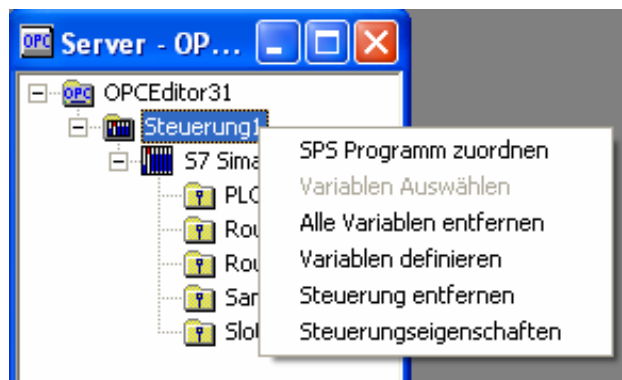 OPC Server - OP...
OPC OPCEditor31
Steuerung1
S7 Sima
PLC
Rou
Rou
San
Slot
SPS Programm zuordnen
Variablen Auswählen
Alle Variablen entfernen
Variablen definieren
Steuerung entfernen
Steuerungseigenschaften